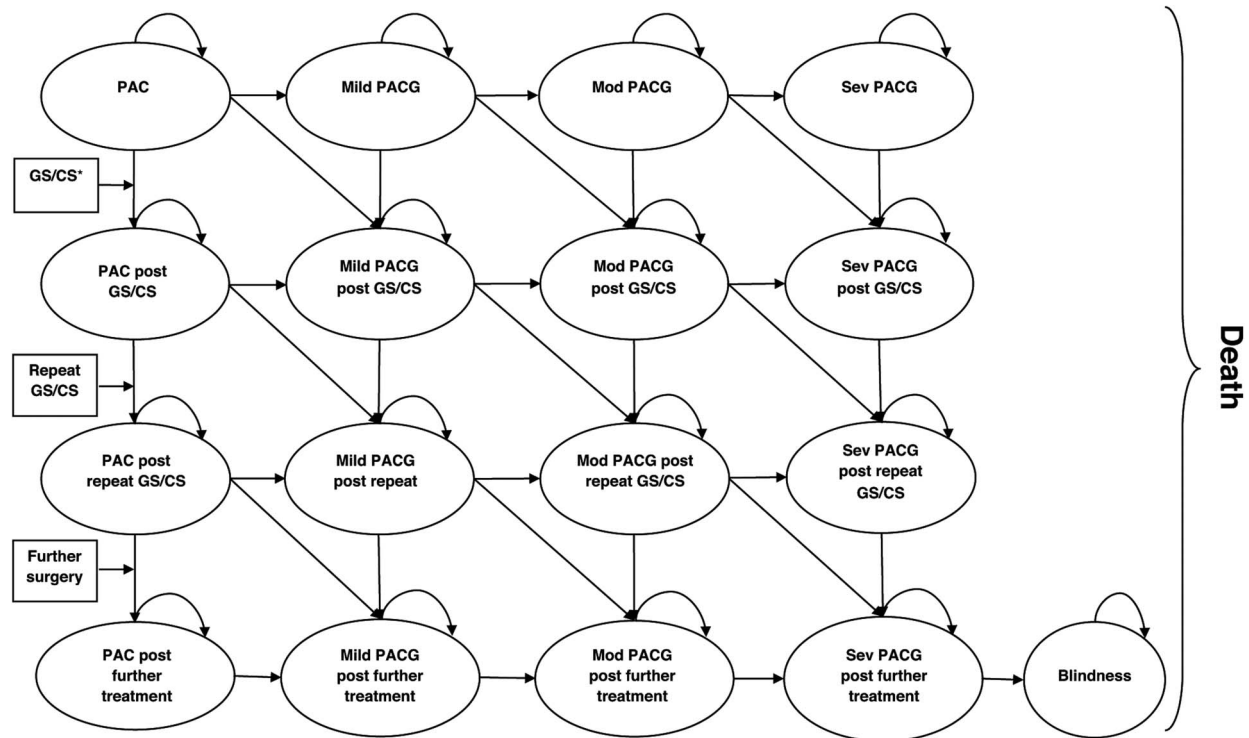 PAC
Mild PACG
Mod PACG
Sev PACG
GS/CS*
PAC post
GS/CS
Mild PACG
post GS/CS
Mod PACG
post GS/CS
Sev PACG
post GS/CS
Repeat
GS/CS
PAC post
repeat GS/CS
Mild PACG
post repeat
Mod PACG post
repeat GS/CS
Sev PACG
post repeat
GS/CS
Further
surgery
PAC post
further
treatment
Mild PACG
post further
treatment
Mod PACG
post further
treatment
Sev PACG
post further
treatment
Blindness
Death